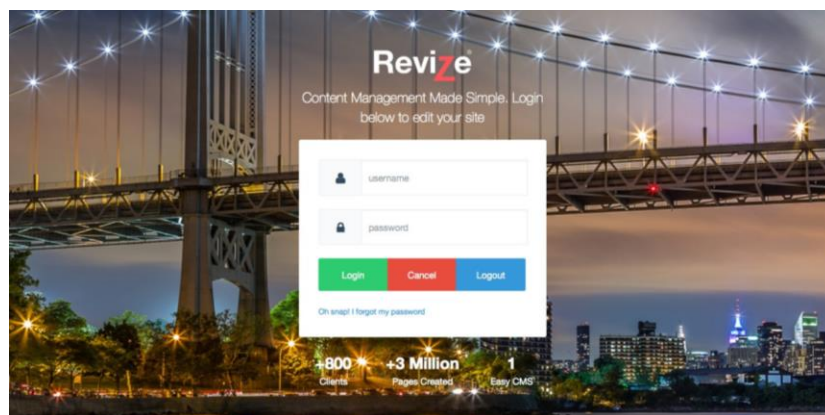 Revize
Content Management Made Simple. Login
below to edit your site
username
password
Login Cancel Logout
Oh snap! I forgot my password
+800 +3 Million 1
Clients Pages Created Easy CMS